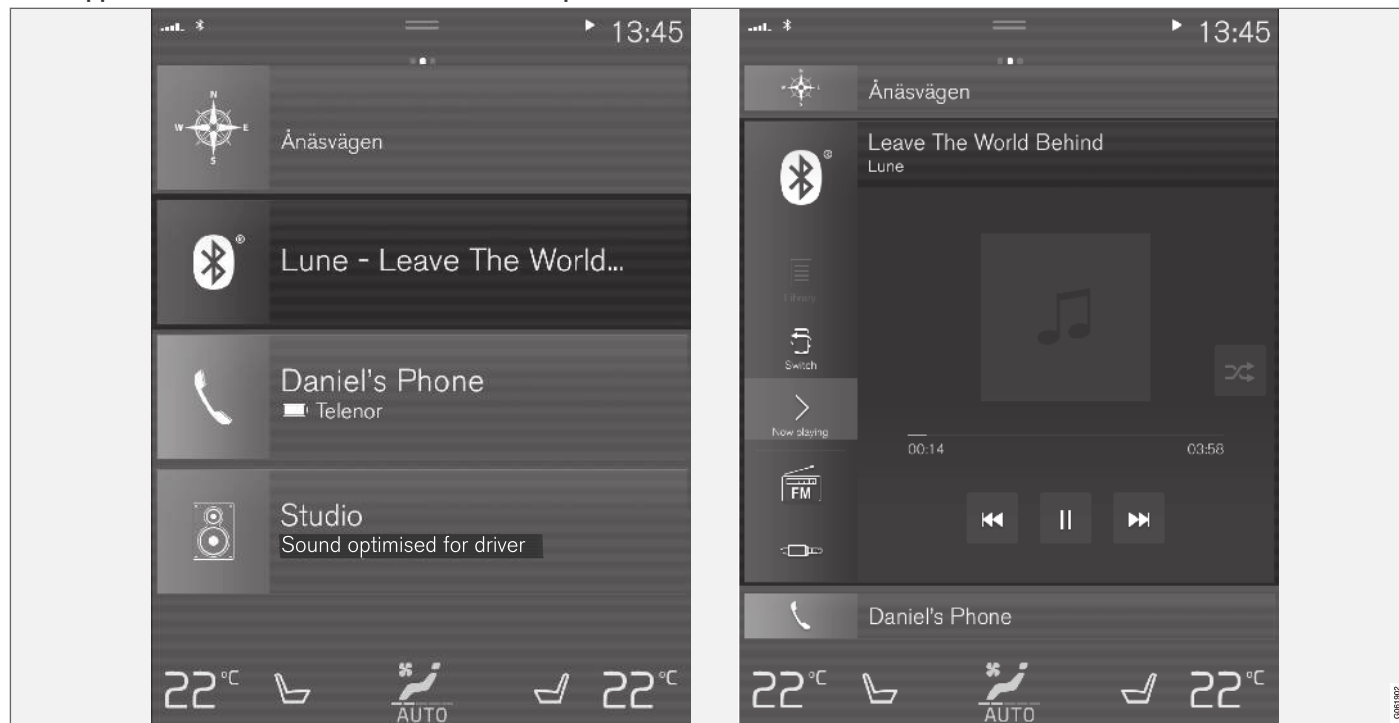 13:45
N
W E
S
Ånäsvägen
®
Lune - Leave The World...
Daniel's Phone
Telenor
Studio
Sound optimised for driver
22°C
AUTO
22°C
13:45
Ånäsvägen
®
Leave The World Behind
Lune
Library
Switch
Now playing
00:14
03:58
FM
Daniel's Phone
22°C
AUTO
22°C